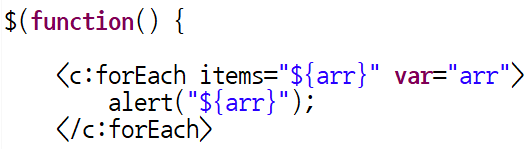 $(function() {
<c:forEach items="${arr}" var="arr">
alert("${arr}");
</c:forEach>